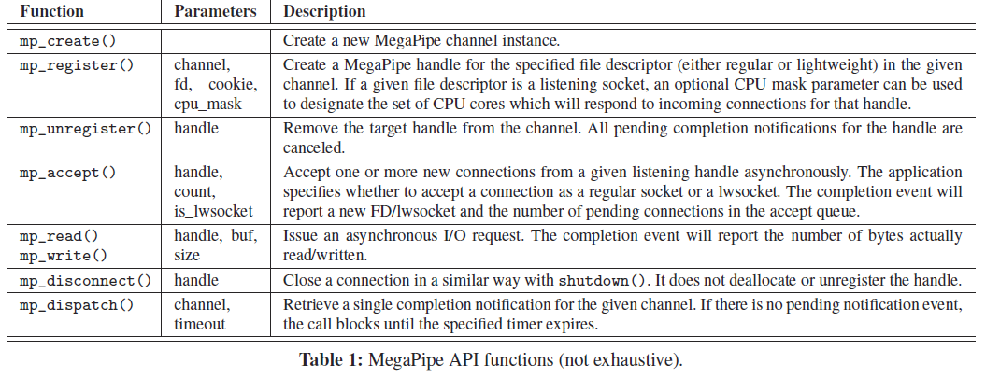 Function Parameters Description
mp_create() Create a new MegaPipe channel instance.
mp_register() channel, Create a MegaPipe handle for the specified file descriptor (either regular or lightweight) in the given
fd, cookie, channel. If a given file descriptor is a listening socket, an optional CPU mask parameter can be used
cpu_mask to designate the set of CPU cores which will respond to incoming connections for that handle.
mp_unregister() handle Remove the target handle from the channel. All pending completion notifications for the handle are
canceled.
mp_accept() handle, Accept one or more new connections from a given listening handle asynchronously. The application
count, specifies whether to accept a connection as a regular socket or a lwsocket. The completion event will
is_lwsocket report a new FD/lwsocket and the number of pending connections in the accept queue.
mp_read() handle, buf, Issue an asynchronous I/O request. The completion event will report the number of bytes actually
mp_write() size read/written.
mp_disconnect() handle Close a connection in a similar way with shutdown(). It does not deallocate or unregister the handle.
mp_dispatch() channel, Retrieve a single completion notification for the given channel. If there is no pending notification event,
timeout the call blocks until the specified timer expires.
Table 1: MegaPipe API functions (not exhaustive).